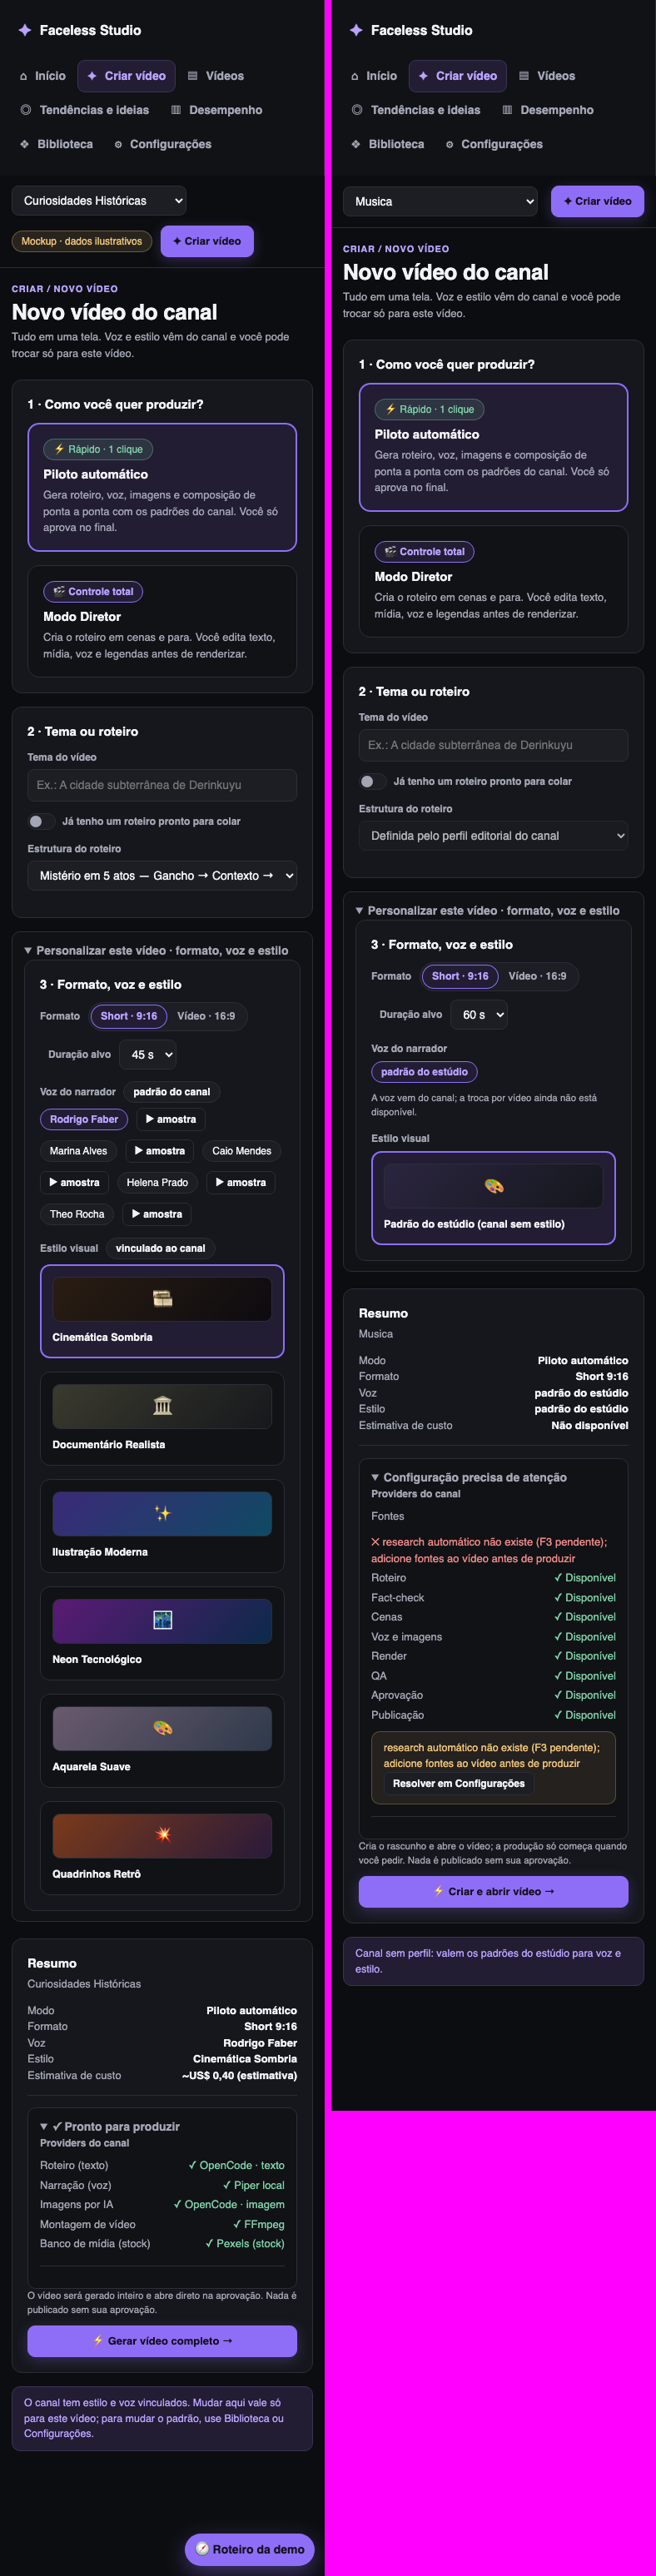 Faceless Studio
Início
Criar vídeo
Vídeos
Tendências e ideias
Desempenho
Biblioteca
Configurações
Curiosidades Históricas
Mockup · dados ilustrativos
✦ Criar vídeo
CRIAR / NOVO VÍDEO
Novo vídeo do canal
Tudo em uma tela. Voz e estilo vêm do canal e você pode
trocar só para este vídeo.
1 · Como você quer produzir?
⚡ Rápido · 1 clique
Piloto automático
Gera roteiro, voz, imagens e composição de
ponta a ponta com os padrões do canal. Você só
aprova no final.
🎬 Controle total
Modo Diretor
Cria o roteiro em cenas e para. Você edita texto,
mídia, voz e legendas antes de renderizar.
2 · Tema ou roteiro
Tema do vídeo
Ex.: A cidade subterrânea de Derinkuyu
Já tenho um roteiro pronto para colar
Estrutura do roteiro
Mistério em 5 atos — Gancho → Contexto →
▼ Personalizar este vídeo · formato, voz e estilo
3 · Formato, voz e estilo
Formato
Short · 9:16
Vídeo · 16:9
Duração alvo
45 s
Voz do narrador
padrão do canal
Rodrigo Faber
▶ amostra
Marina Alves
▶ amostra
Caio Mendes
▶ amostra
Helena Prado
▶ amostra
Theo Rocha
▶ amostra
Estilo visual
vinculado ao canal
Cinemática Sombria
Documentário Realista
Ilustração Moderna
Neon Tecnológico
Aquarela Suave
Quadrinhos Retrô
Resumo
Curiosidades Históricas
Modo Piloto automático
Formato Short 9:16
Voz Rodrigo Faber
Estilo Cinemática Sombria
Estimativa de custo ~US$ 0,40 (estimativa)
▼ ✓ Pronto para produzir
Providers do canal
Roteiro (texto) ✓ OpenCode · texto
Narração (voz) ✓ Piper local
Imagens por IA ✓ OpenCode · imagem
Montagem de vídeo ✓ FFmpeg
Banco de mídia (stock) ✓ Pexels (stock)
O vídeo será gerado inteiro e abre direto na aprovação. Nada é
publicado sem sua aprovação.
⚡ Gerar vídeo completo →
O canal tem estilo e voz vinculados. Mudar aqui vale só
para este vídeo; para mudar o padrão, use Biblioteca ou
Configurações.
🧭 Roteiro da demo
Faceless Studio
Início
Criar vídeo
Vídeos
Tendências e ideias
Desempenho
Biblioteca
Configurações
Musica
✦ Criar vídeo
CRIAR / NOVO VÍDEO
Novo vídeo do canal
Tudo em uma tela. Voz e estilo vêm do canal e você pode
trocar só para este vídeo.
1 · Como você quer produzir?
⚡ Rápido · 1 clique
Piloto automático
Gera roteiro, voz, imagens e composição de
ponta a ponta com os padrões do canal. Você só
aprova no final.
🎬 Controle total
Modo Diretor
Cria o roteiro em cenas e para. Você edita texto,
mídia, voz e legendas antes de renderizar.
2 · Tema ou roteiro
Tema do vídeo
Ex.: A cidade subterrânea de Derinkuyu
Já tenho um roteiro pronto para colar
Estrutura do roteiro
Definida pelo perfil editorial do canal
▼ Personalizar este vídeo · formato, voz e estilo
3 · Formato, voz e estilo
Formato
Short · 9:16
Vídeo · 16:9
Duração alvo
60 s
Voz do narrador
padrão do estúdio
A voz vem do canal; a troca por vídeo ainda não está
disponível.
Estilo visual
Padrão do estúdio (canal sem estilo)
Resumo
Musica
Modo Piloto automático
Formato Short 9:16
Voz padrão do estúdio
Estilo padrão do estúdio
Estimativa de custo Não disponível
▼ Configuração precisa de atenção
Providers do canal
Fontes
✕ research automático não existe (F3 pendente);
adicione fontes ao vídeo antes de produzir
Roteiro ✓ Disponível
Fact-check ✓ Disponível
Cenas ✓ Disponível
Voz e imagens ✓ Disponível
Render ✓ Disponível
QA ✓ Disponível
Aprovação ✓ Disponível
Publicação ✓ Disponível
research automático não existe (F3 pendente);
adicione fontes ao vídeo antes de produzir
Resolver em Configurações
Cria o rascunho e abre o vídeo; a produção só começa quando
você pedir. Nada é publicado sem sua aprovação.
⚡ Criar e abrir vídeo →
Canal sem perfil: valem os padrões do estúdio para voz e
estilo.